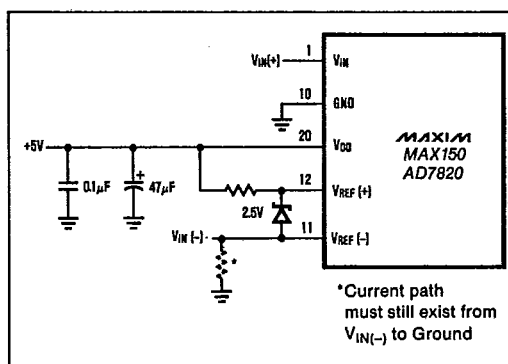 1
VIN(+)
VIN
10
GND
20
+5V
VDD
MAXIM
MAX150
AD7820
0.1μF
+
47μF
12
VREF (+)
2.5V
11
VIN (–)
VREF (–)
*
*Current path
must still exist from
VIN(–) to Ground